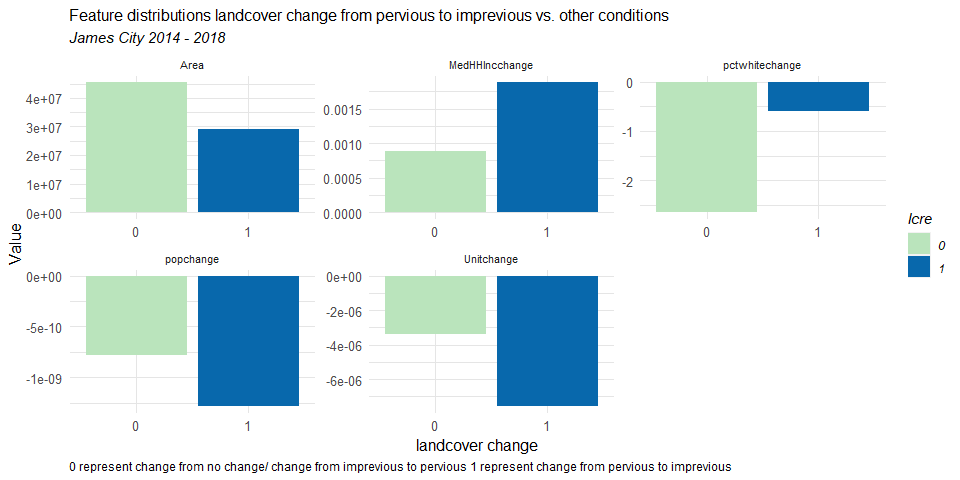 Feature distributions landcover change from pervious to imprevious vs. other conditions
James City 2014 - 2018
Area
MedHHIncchange
pctwhitechange
4e+07
3e+07
2e+07
1e+07
0e+00
0.0015
0.0010
0.0005
0.0000
0
-1
-2
0 1
0 1
0 1
popchange
Unitchange
0e+00
-5e-10
-1e-09
0e+00
-2e-06
-4e-06
-6e-06
0 1
0 1
Value
landcover change
lcre
0
1
0 represent change from no change/ change from imprevious to pervious 1 represent change from pervious to imprevious